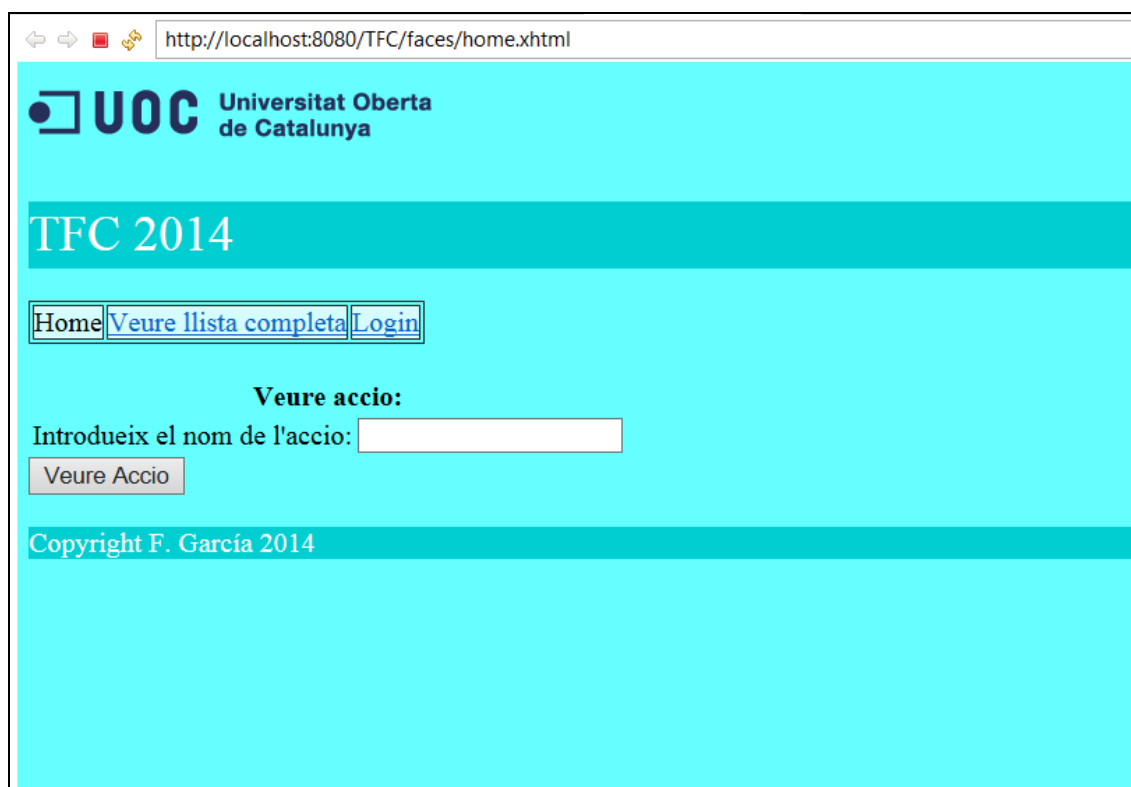 http://localhost:8080/TFC/faces/home.xhtml
UOC Universitat Oberta
de Catalunya
TFC 2014
Home Veure llista completa Login
Veure accio:
Introdueix el nom de l'accio:
Veure Accio
Copyright F. García 2014